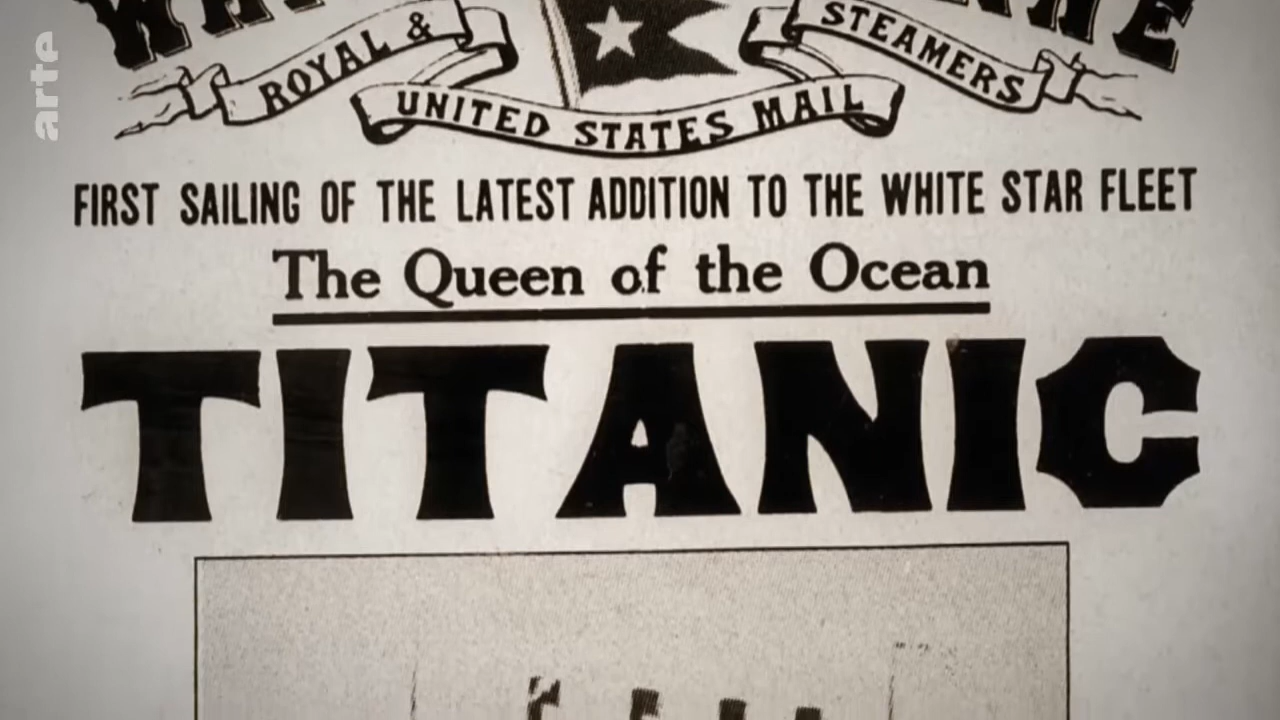 ROYAL &
STEAMERS
UNITED STATES MAIL
FIRST SAILING OF THE LATEST ADDITION TO THE WHITE STAR FLEET
The Queen of the Ocean
TITANIC
arte